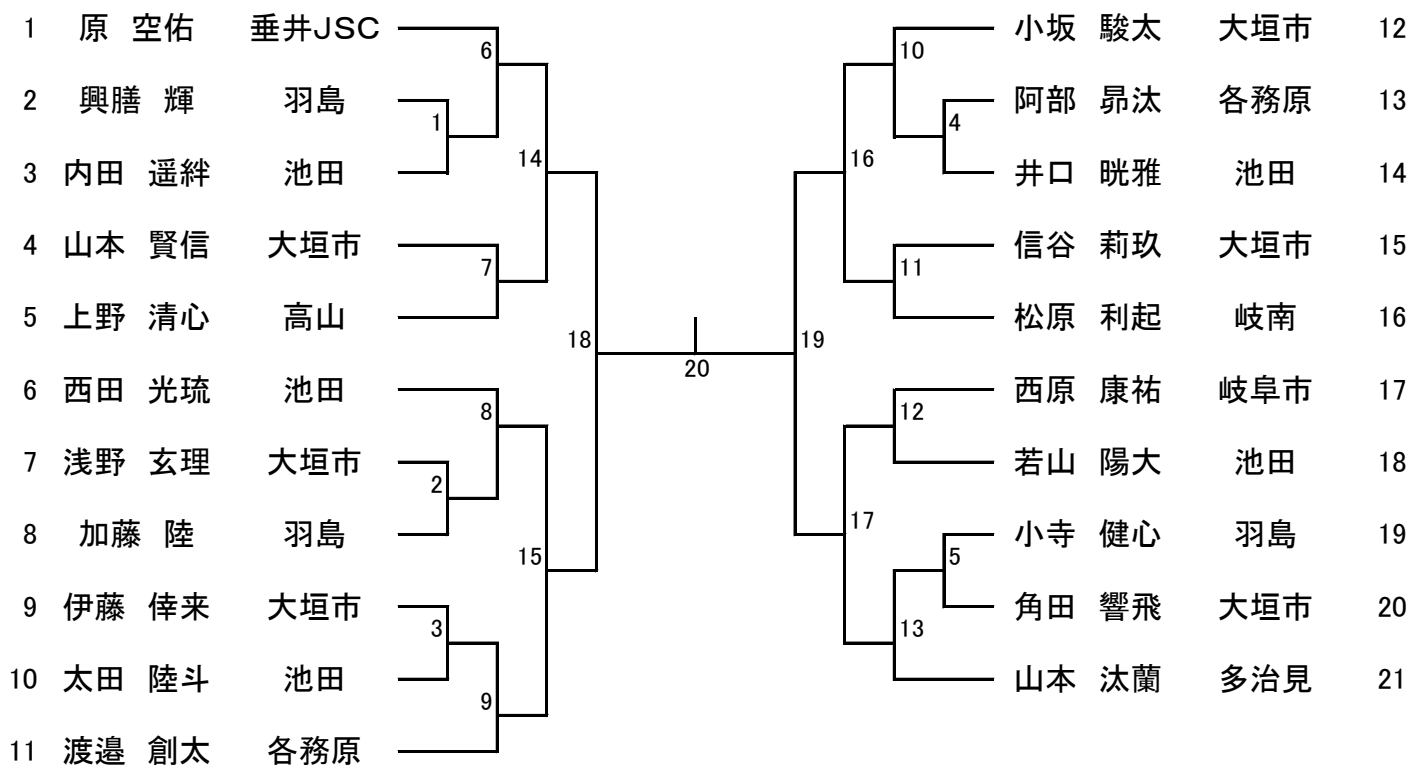 1 原 空佑 垂井JSC
2 興膳 輝 羽島
3 内田 遥絆 池田
4 山本 賢信 大垣市
5 上野 清心 高山
6 西田 光琉 池田
7 浅野 玄理 大垣市
8 加藤 陸 羽島
9 伊藤 倖来 大垣市
10 太田 陸斗 池田
11 渡邉 創太 各務原
6
1
14
7
18
8
2
15
3
9
20
10
4
16
11
19
12
17
5
13
小坂 駿太 大垣市 12
阿部 昴汰 各務原 13
井口 晄雅 池田 14
信谷 莉玖 大垣市 15
松原 利起 岐南 16
西原 康祐 岐阜市 17
若山 陽大 池田 18
小寺 健心 羽島 19
角田 響飛 大垣市 20
山本 汰蘭 多治見 21